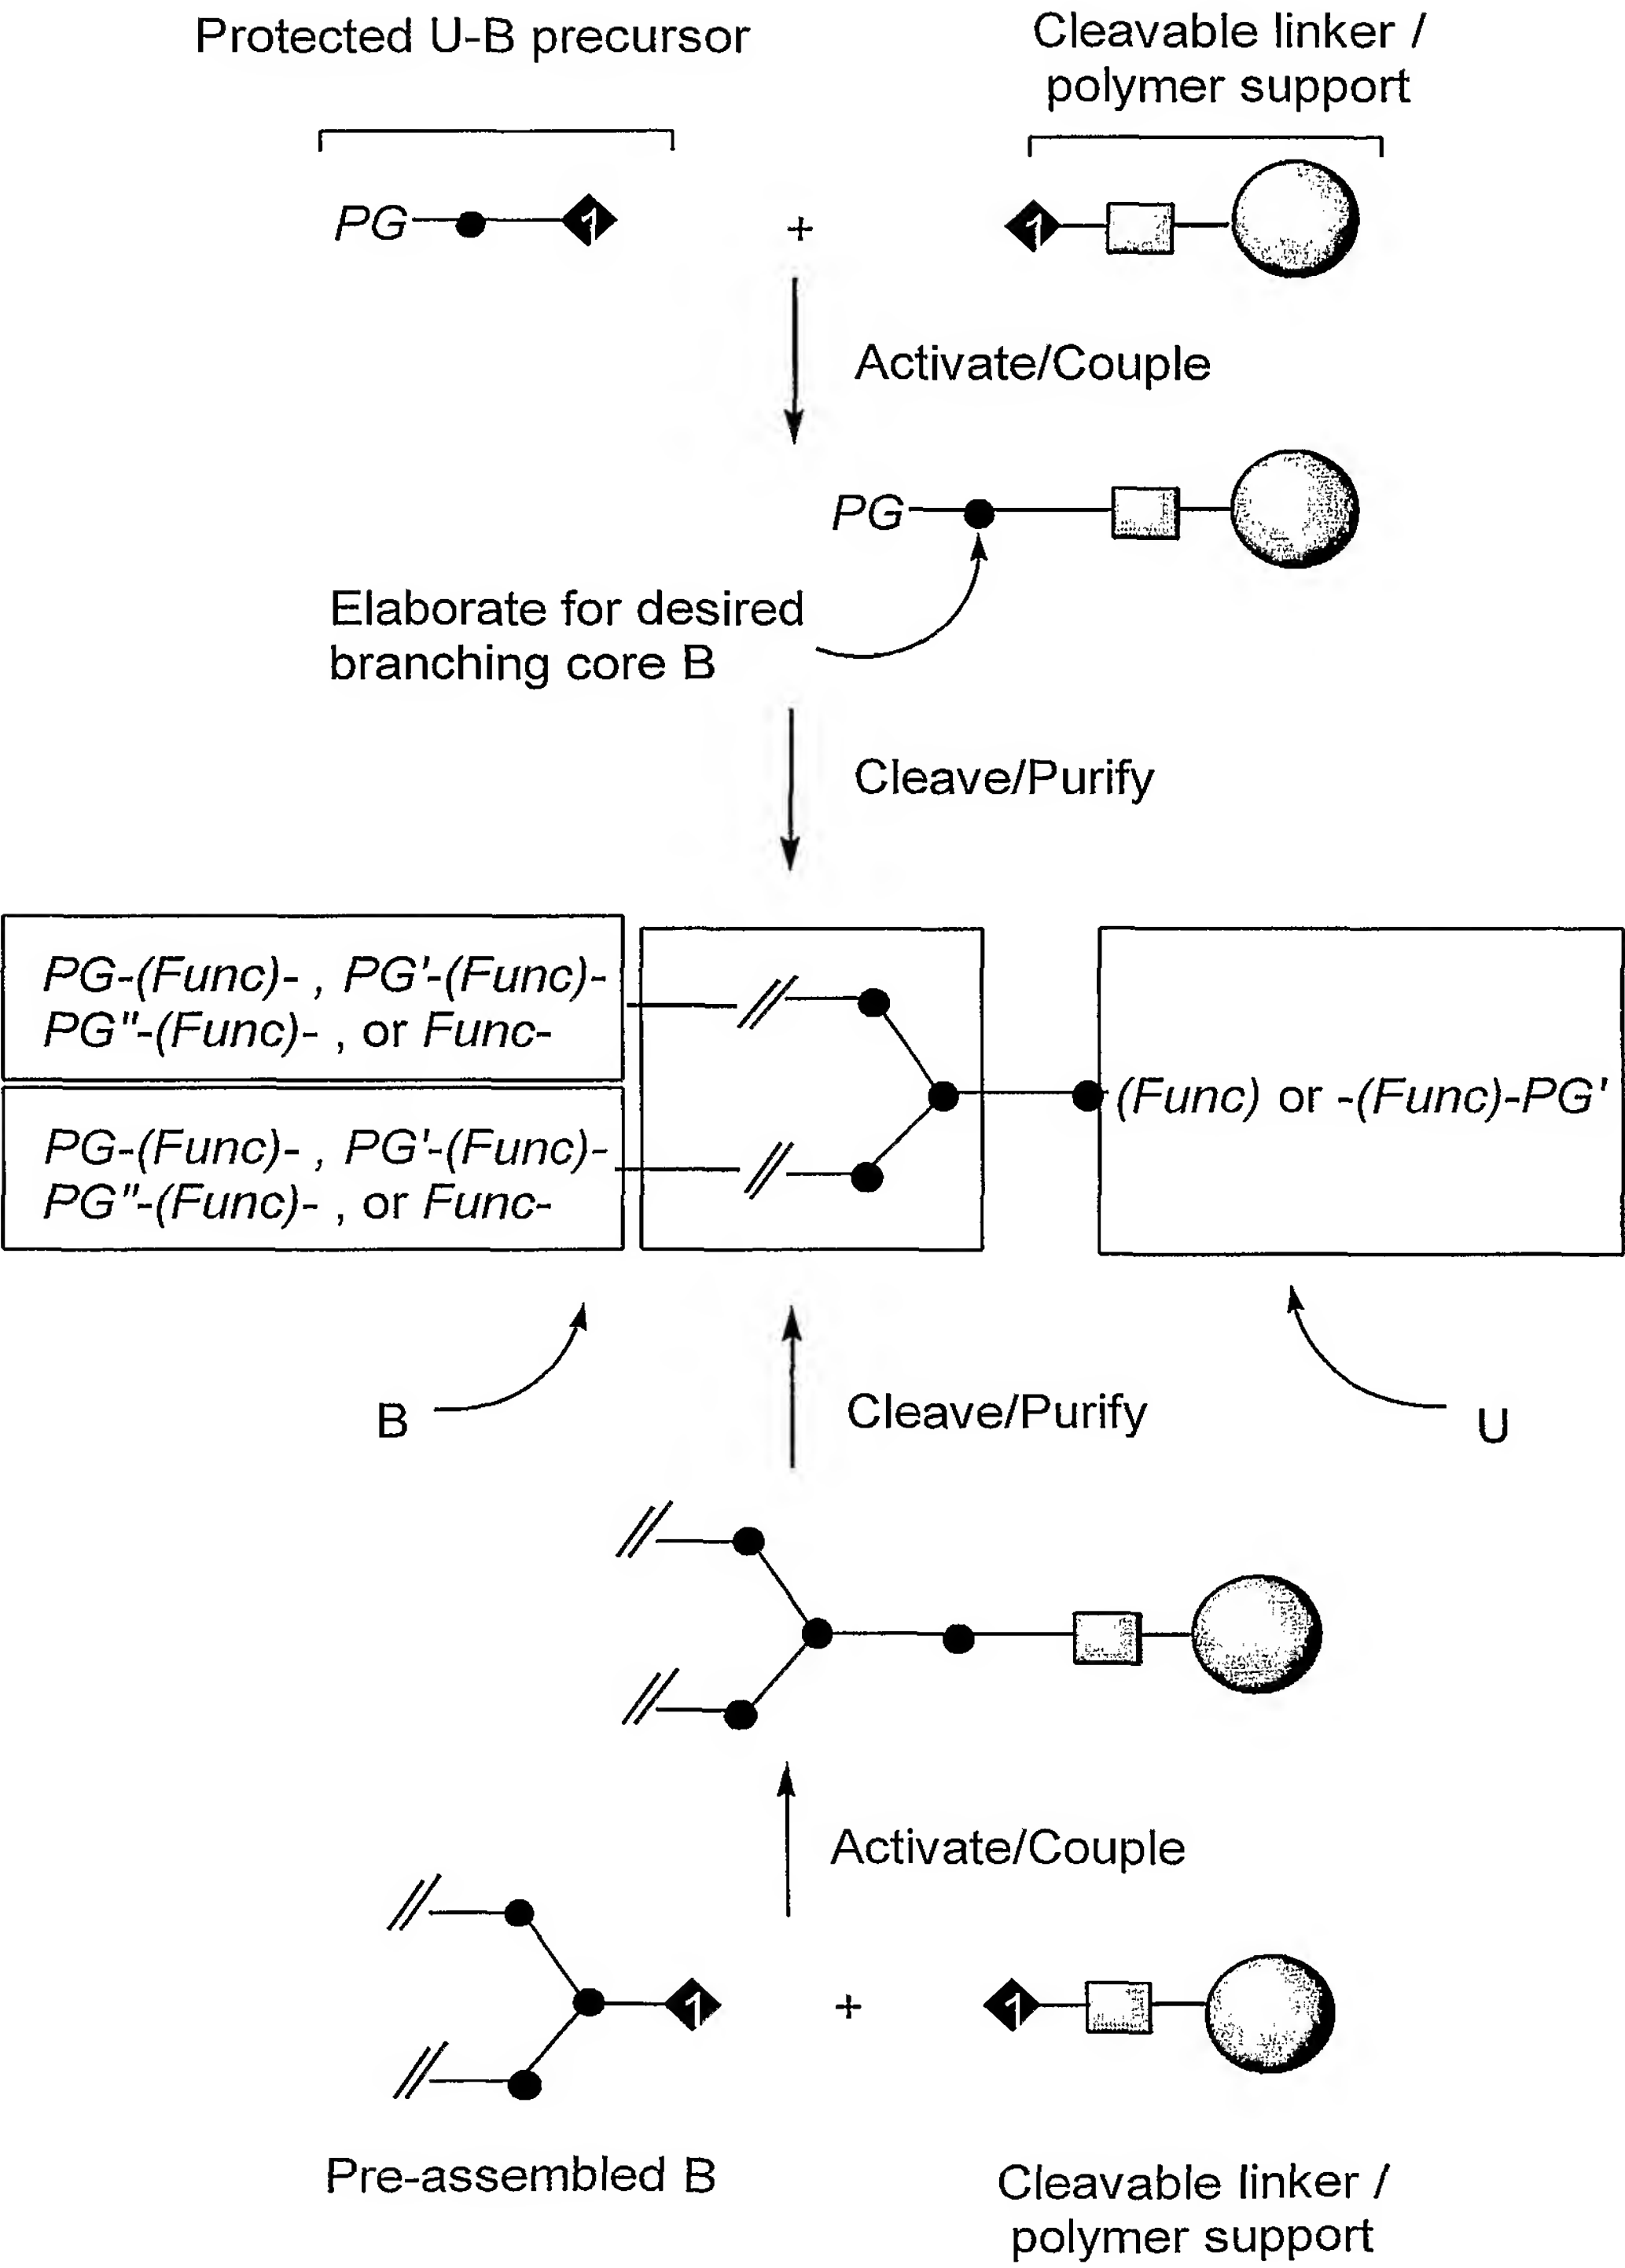 Protected U-B precursor
Cleavable linker /
polymer support
PG
1
+
1
Activate/Couple
PG
Elaborate for desired
branching core B
Cleave/Purify
PG-(Func)- , PG'-(Func)-
PG"-(Func)- , or Func-
PG-(Func)- , PG'-(Func)-
PG"-(Func)- , or Func-
(Func) or -(Func)-PG'
B
Cleave/Purify
U
Activate/Couple
1
+
1
Pre-assembled B
Cleavable linker /
polymer support